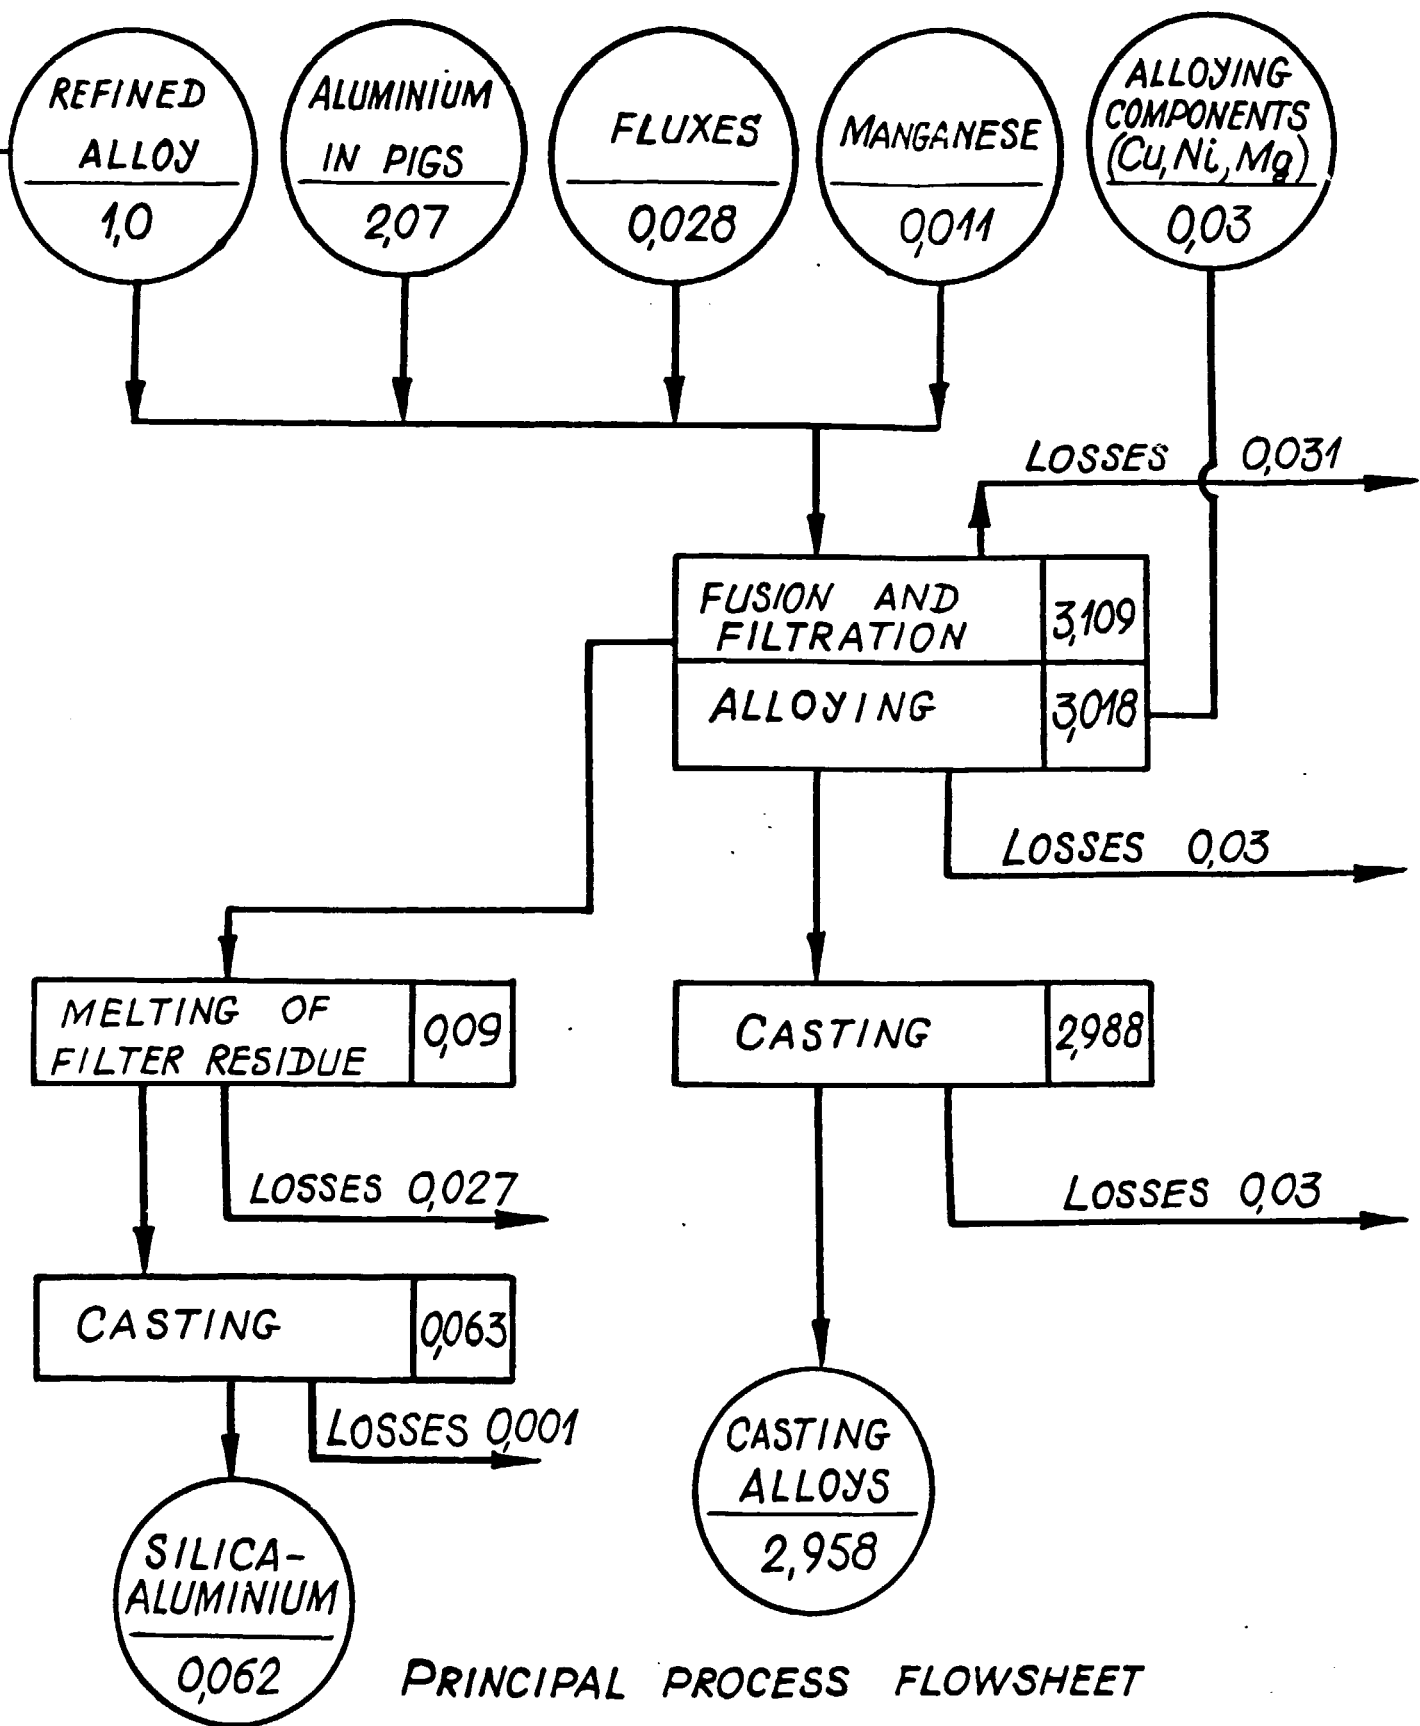 REFINED
ALLOY
1,0
ALUMINIUM
IN PIGS
2,07
FLUXES
0,028
MANGANESE
0,011
ALLOYING
COMPONENTS
(Cu, Ni, Mg)
0,03
LOSSES 0,031
FUSION AND
FILTRATION
3,109
ALLOYING
3,018
LOSSES 0,03
MELTING OF
FILTER RESIDUE
0,09
CASTING
2,988
LOSSES 0,027
LOSSES 0,03
CASTING
0,063
LOSSES 0,001
CASTING
ALLOYS
2,958
SILICA-
ALUMINIUM
0,062
PRINCIPAL PROCESS FLOWSHEET